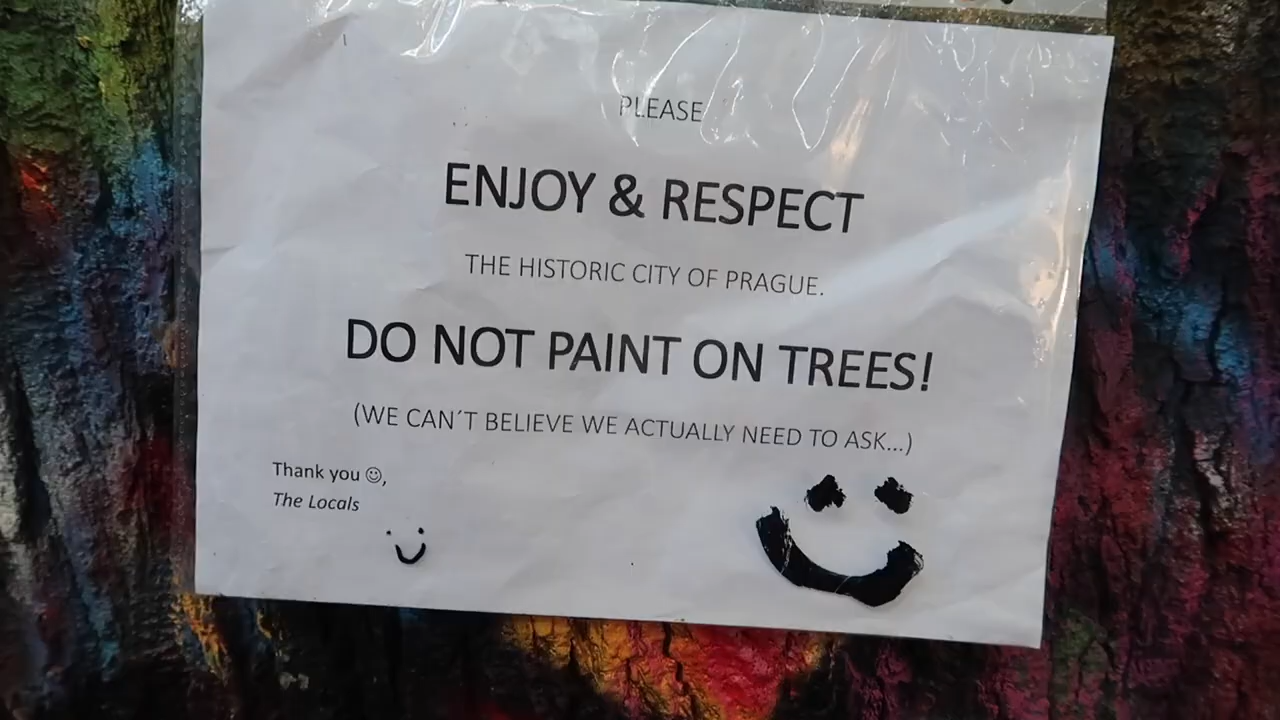 PLEASE
ENJOY & RESPECT
THE HISTORIC CITY OF PRAGUE.
DO NOT PAINT ON TREES!
(WE CAN´T BELIEVE WE ACTUALLY NEED TO ASK...)
Thank you ☺,
The Locals